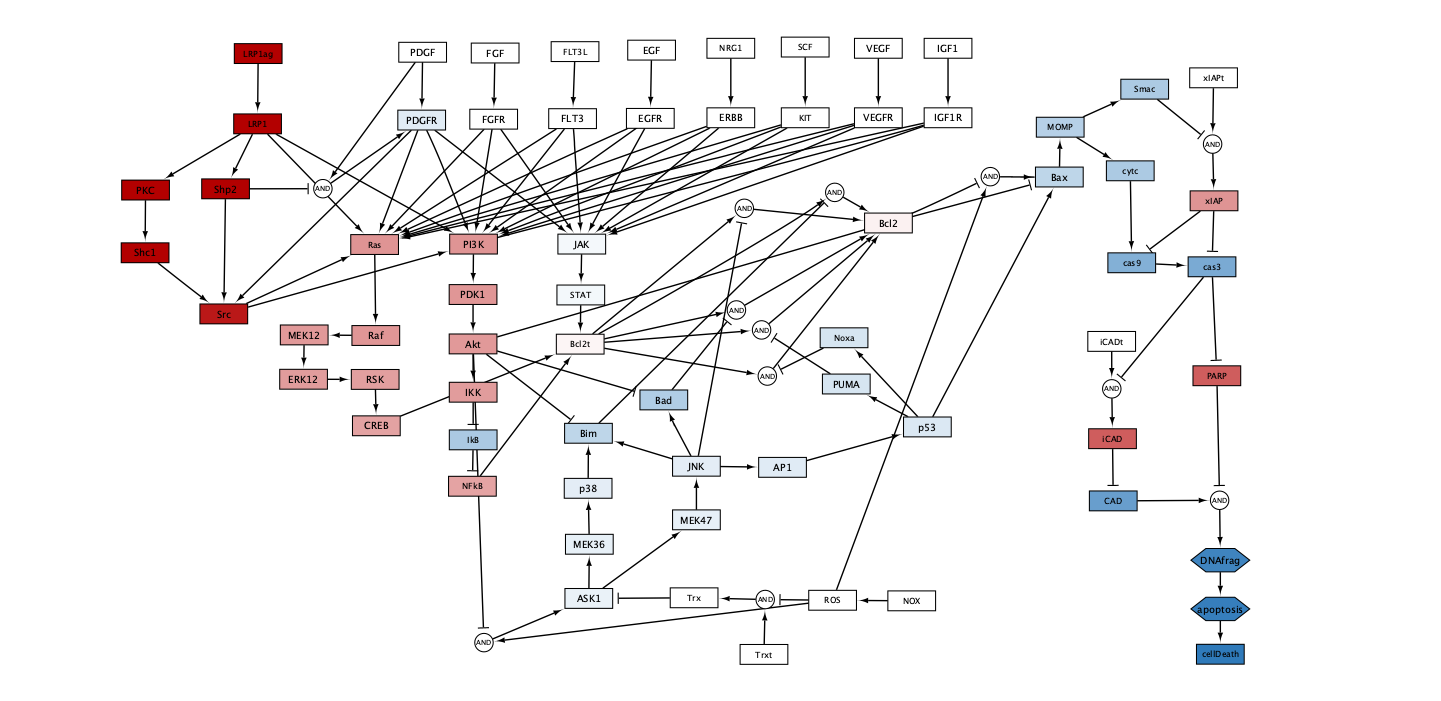 LRP1ag
PDGF
FGF
FLT3L
EGF
NRG1
SCF
VEGF
IGF1
xIAPt
Smac
LRP1
PDGFR
FGFR
FLT3
EGFR
ERBB
KIT
VEGFR
IGF1R
MOMP
AND
PKC
Shp2
AND
AND
AND
Bax
cytc
xIAP
AND
Bcl2
Shc1
Ras
PI3K
JAK
cas9
cas3
Src
PDK1
STAT
AND
MEK12
Raf
Akt
Bcl2t
AND
Noxa
iCADt
ERK12
RSK
IKK
AND
PUMA
AND
PARP
Bad
CREB
IkB
Bim
p53
iCAD
NFkB
JNK
AP1
p38
CAD
AND
MEK47
MEK36
DNAfrag
ASK1
Trx
AND
ROS
NOX
apoptosis
AND
Trxt
cellDeath